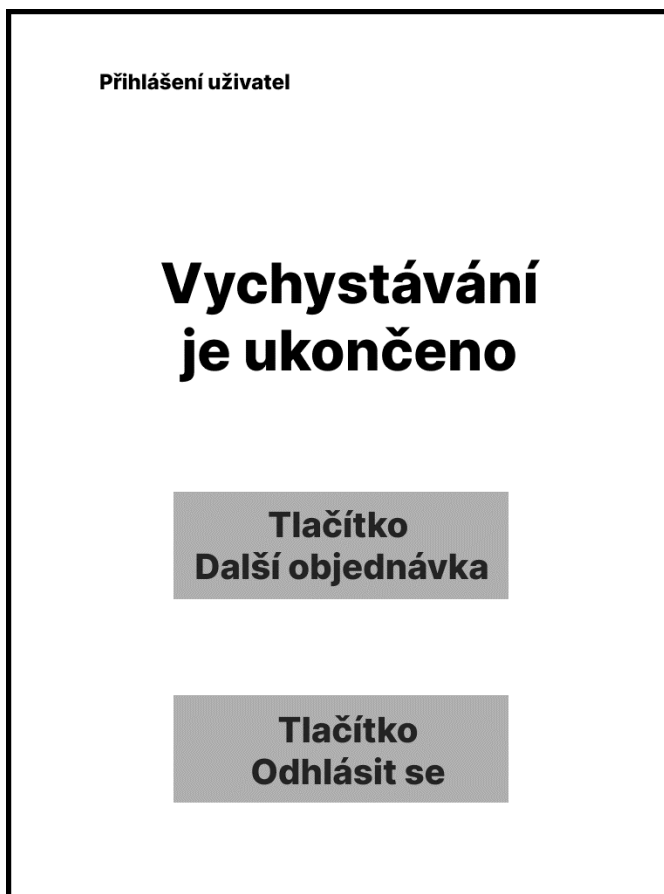 Přihlášení uživatel
Vychystávání
je ukončeno
Tlačítko
Další objednávka
Tlačítko
Odhlásit se